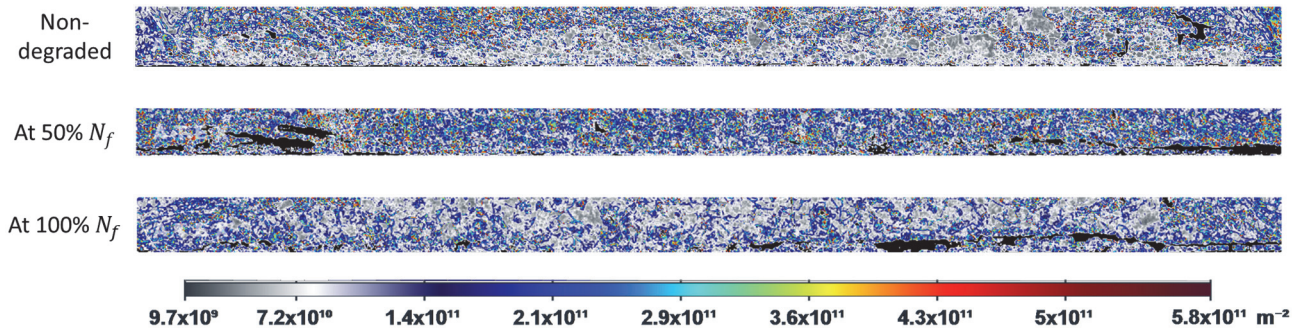 Non-
degraded
At 50% N_f
At 100% N_f
9.7x10⁹ 7.2x10¹⁰ 1.4x10¹¹ 2.1x10¹¹ 2.9x10¹¹ 3.6x10¹¹ 4.3x10¹¹ 5x10¹¹ 5.8x10¹¹ m⁻²